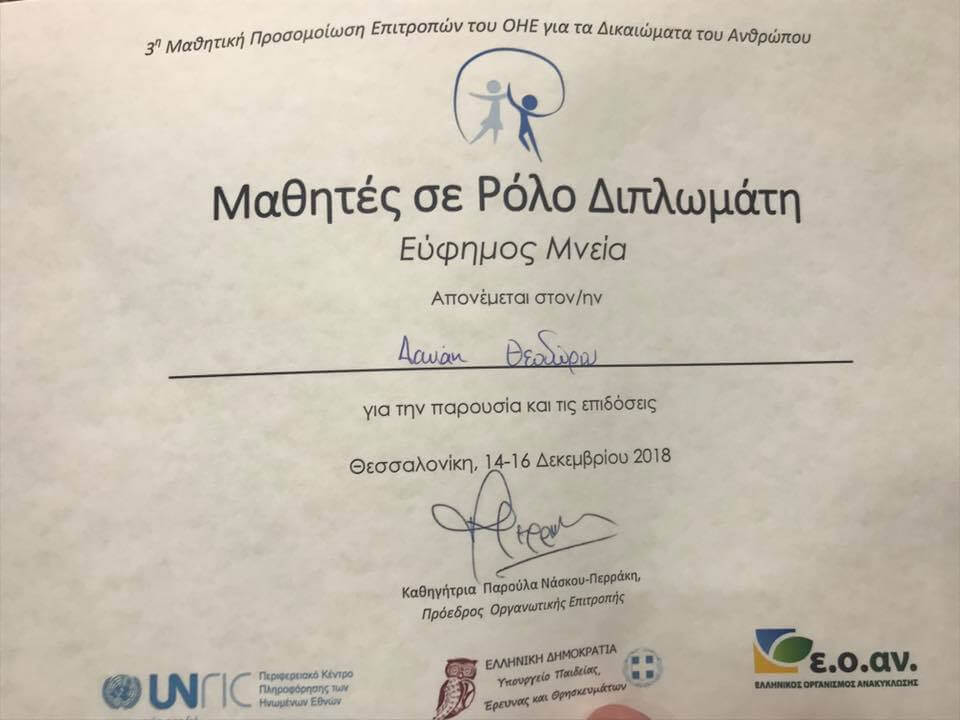 3η Μαθητική Προσομοίωση Επιτροπών του ΟΗΕ για τα Δικαιώματα του Ανθρώπου
Μαθητές σε Ρόλο Διπλωμάτη
Εύφημος Μνεία
Απονέμεται στον/ην
Δανάη Θεοδώρου
για την παρουσία και τις επιδόσεις
Θεσσαλονίκη, 14-16 Δεκεμβρίου 2018
Καθηγήτρια Παρούλα Νάσκου-Περράκη,
Πρόεδρος Οργανωτικής Επιτροπής
UNRIC
Περιφερειακό Κέντρο
Πληροφόρησης των
Ηνωμένων Εθνών
ΕΛΛΗΝΙΚΗ ΔΗΜΟΚΡΑΤΙΑ
Υπουργείο Παιδείας,
Έρευνας και Θρησκευμάτων
ε.ο.αν.
ΕΛΛΗΝΙΚΟΣ ΟΡΓΑΝΙΣΜΟΣ ΑΝΑΚΥΚΛΩΣΗΣ